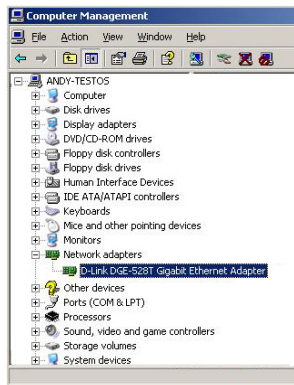 Computer Management
File Action View Window Help
ANDY-TESTOS
Computer
Disk drives
Display adapters
DVD/CD-ROM drives
Floppy disk controllers
Floppy disk drives
Human Interface Devices
IDE ATA/ATAPI controllers
Keyboards
Mice and other pointing devices
Monitors
Network adapters
D-Link DGE-528T Gigabit Ethernet Adapter
Other devices
Ports (COM & LPT)
Processors
Sound, video and game controllers
Storage volumes
System devices